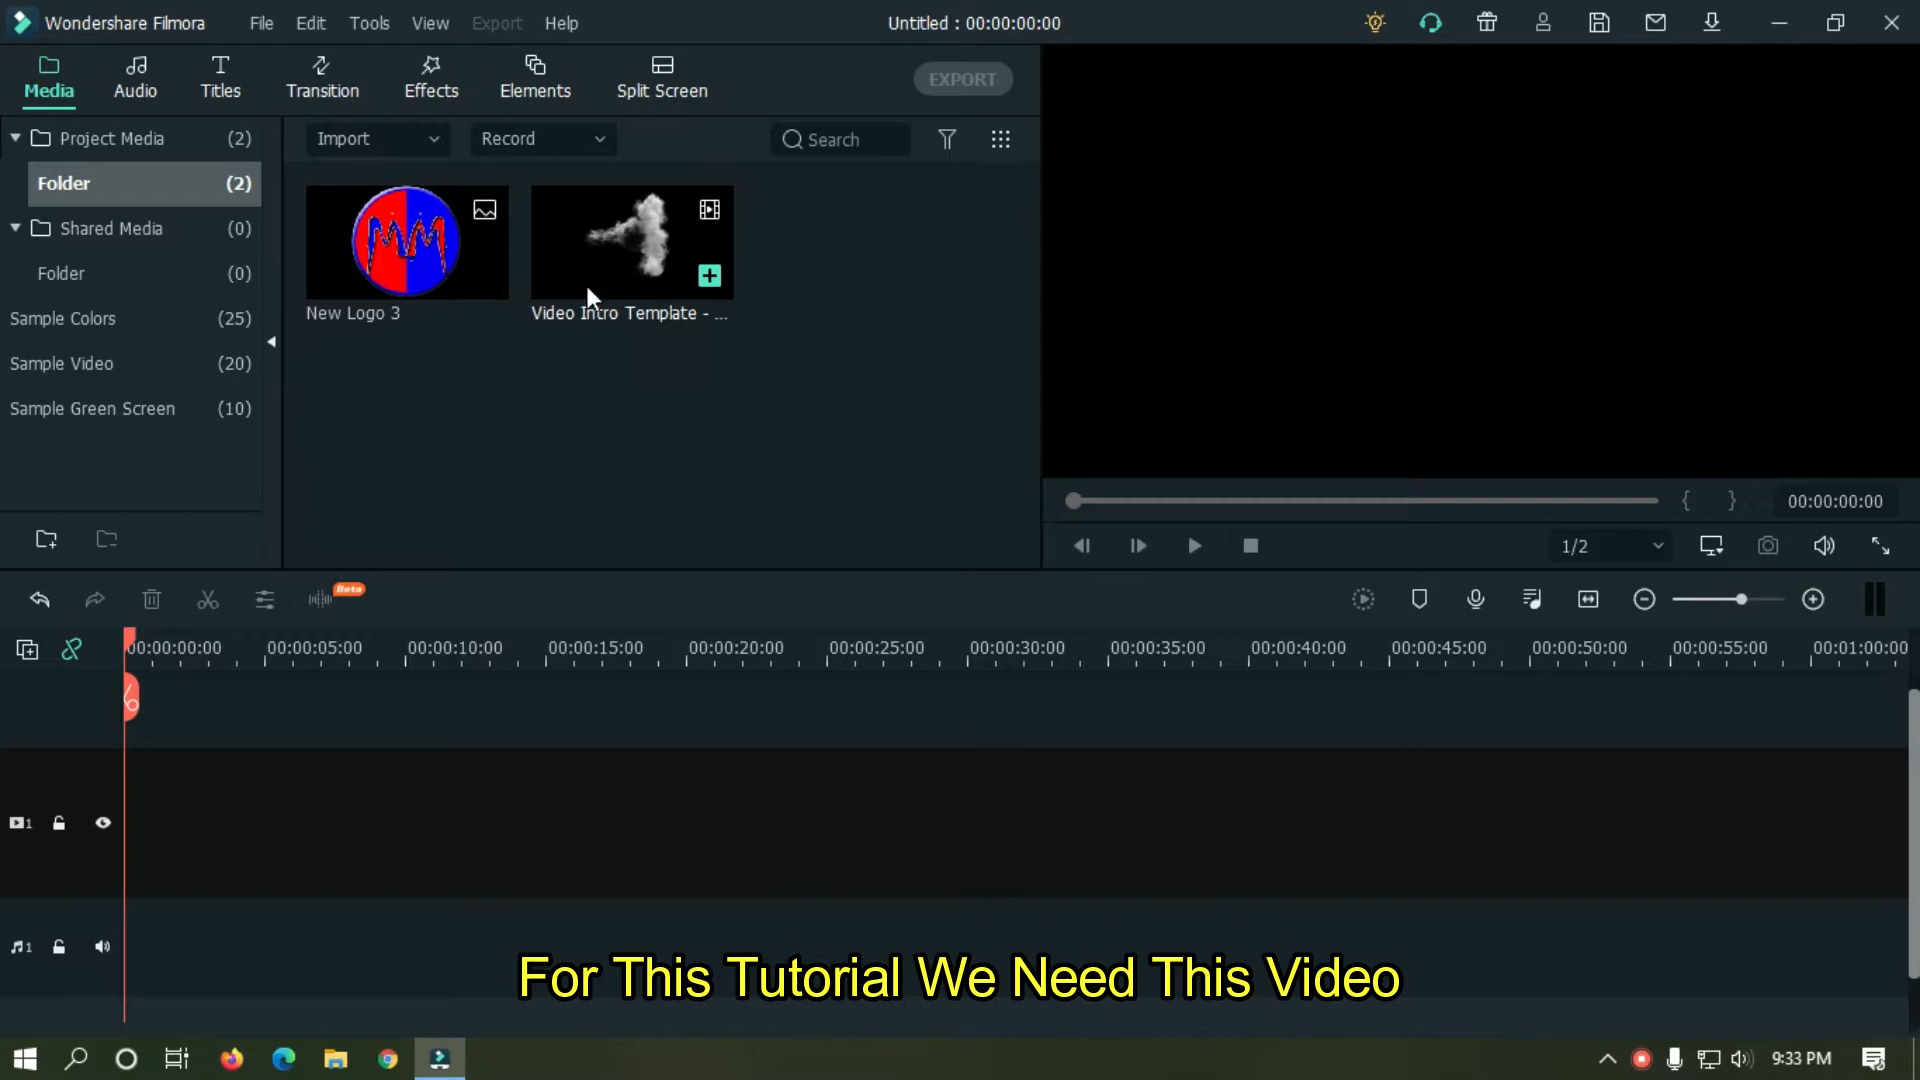 Wondershare Filmora File Edit Tools View Export Help Untitled : 00:00:00:00
Media Audio Titles Transition Effects Elements Split Screen EXPORT
Project Media (2) Import Record Search
Folder (2)
Shared Media (0)
Folder (0)
Sample Colors (25)
Sample Video (20)
Sample Green Screen (10)
MM
New Logo 3 Video Intro Template - ...
00:00:00:00
1/2
Beta
00:00:00:00 00:00:05:00 00:00:10:00 00:00:15:00 00:00:20:00 00:00:25:00 00:00:30:00 00:00:35:00 00:00:40:00 00:00:45:00 00:00:50:00 00:00:55:00 00:01:00:00
1
1
For This Tutorial We Need This Video
9:33 PM